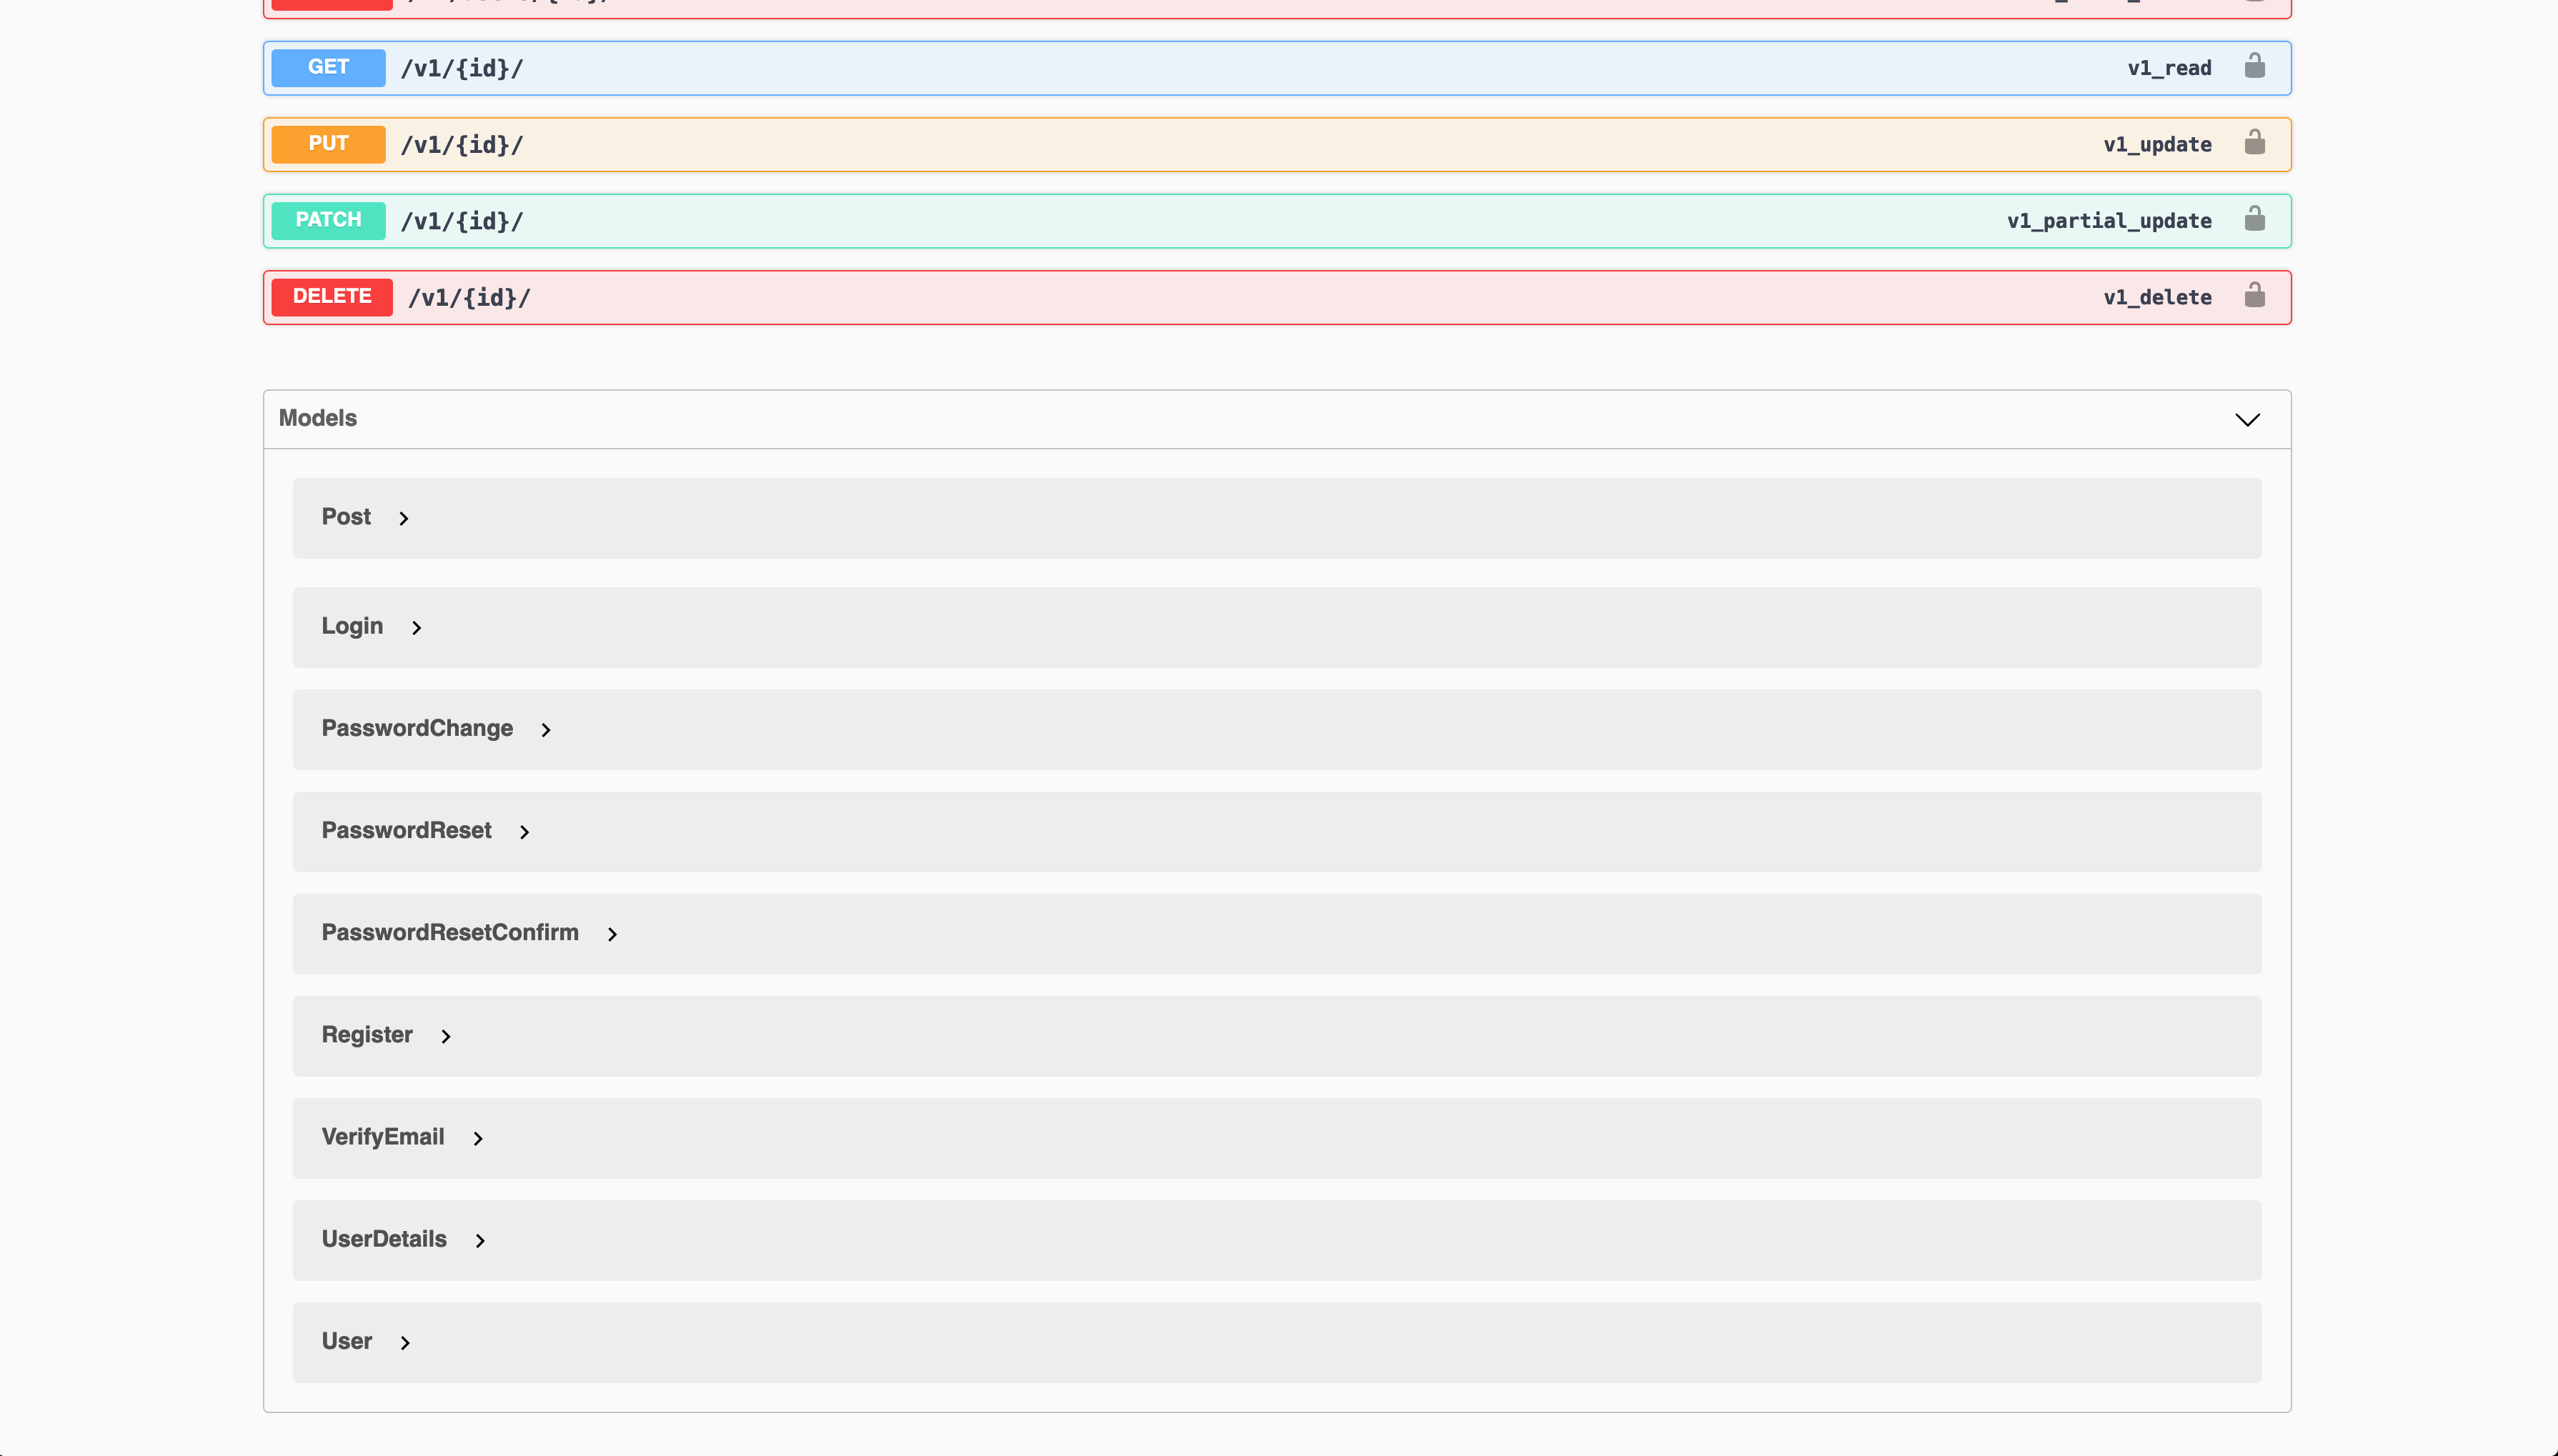 GET /v1/{id}/ v1_read
PUT /v1/{id}/ v1_update
PATCH /v1/{id}/ v1_partial_update
DELETE /v1/{id}/ v1_delete
Models
Post
Login
PasswordChange
PasswordReset
PasswordResetConfirm
Register
VerifyEmail
UserDetails
User